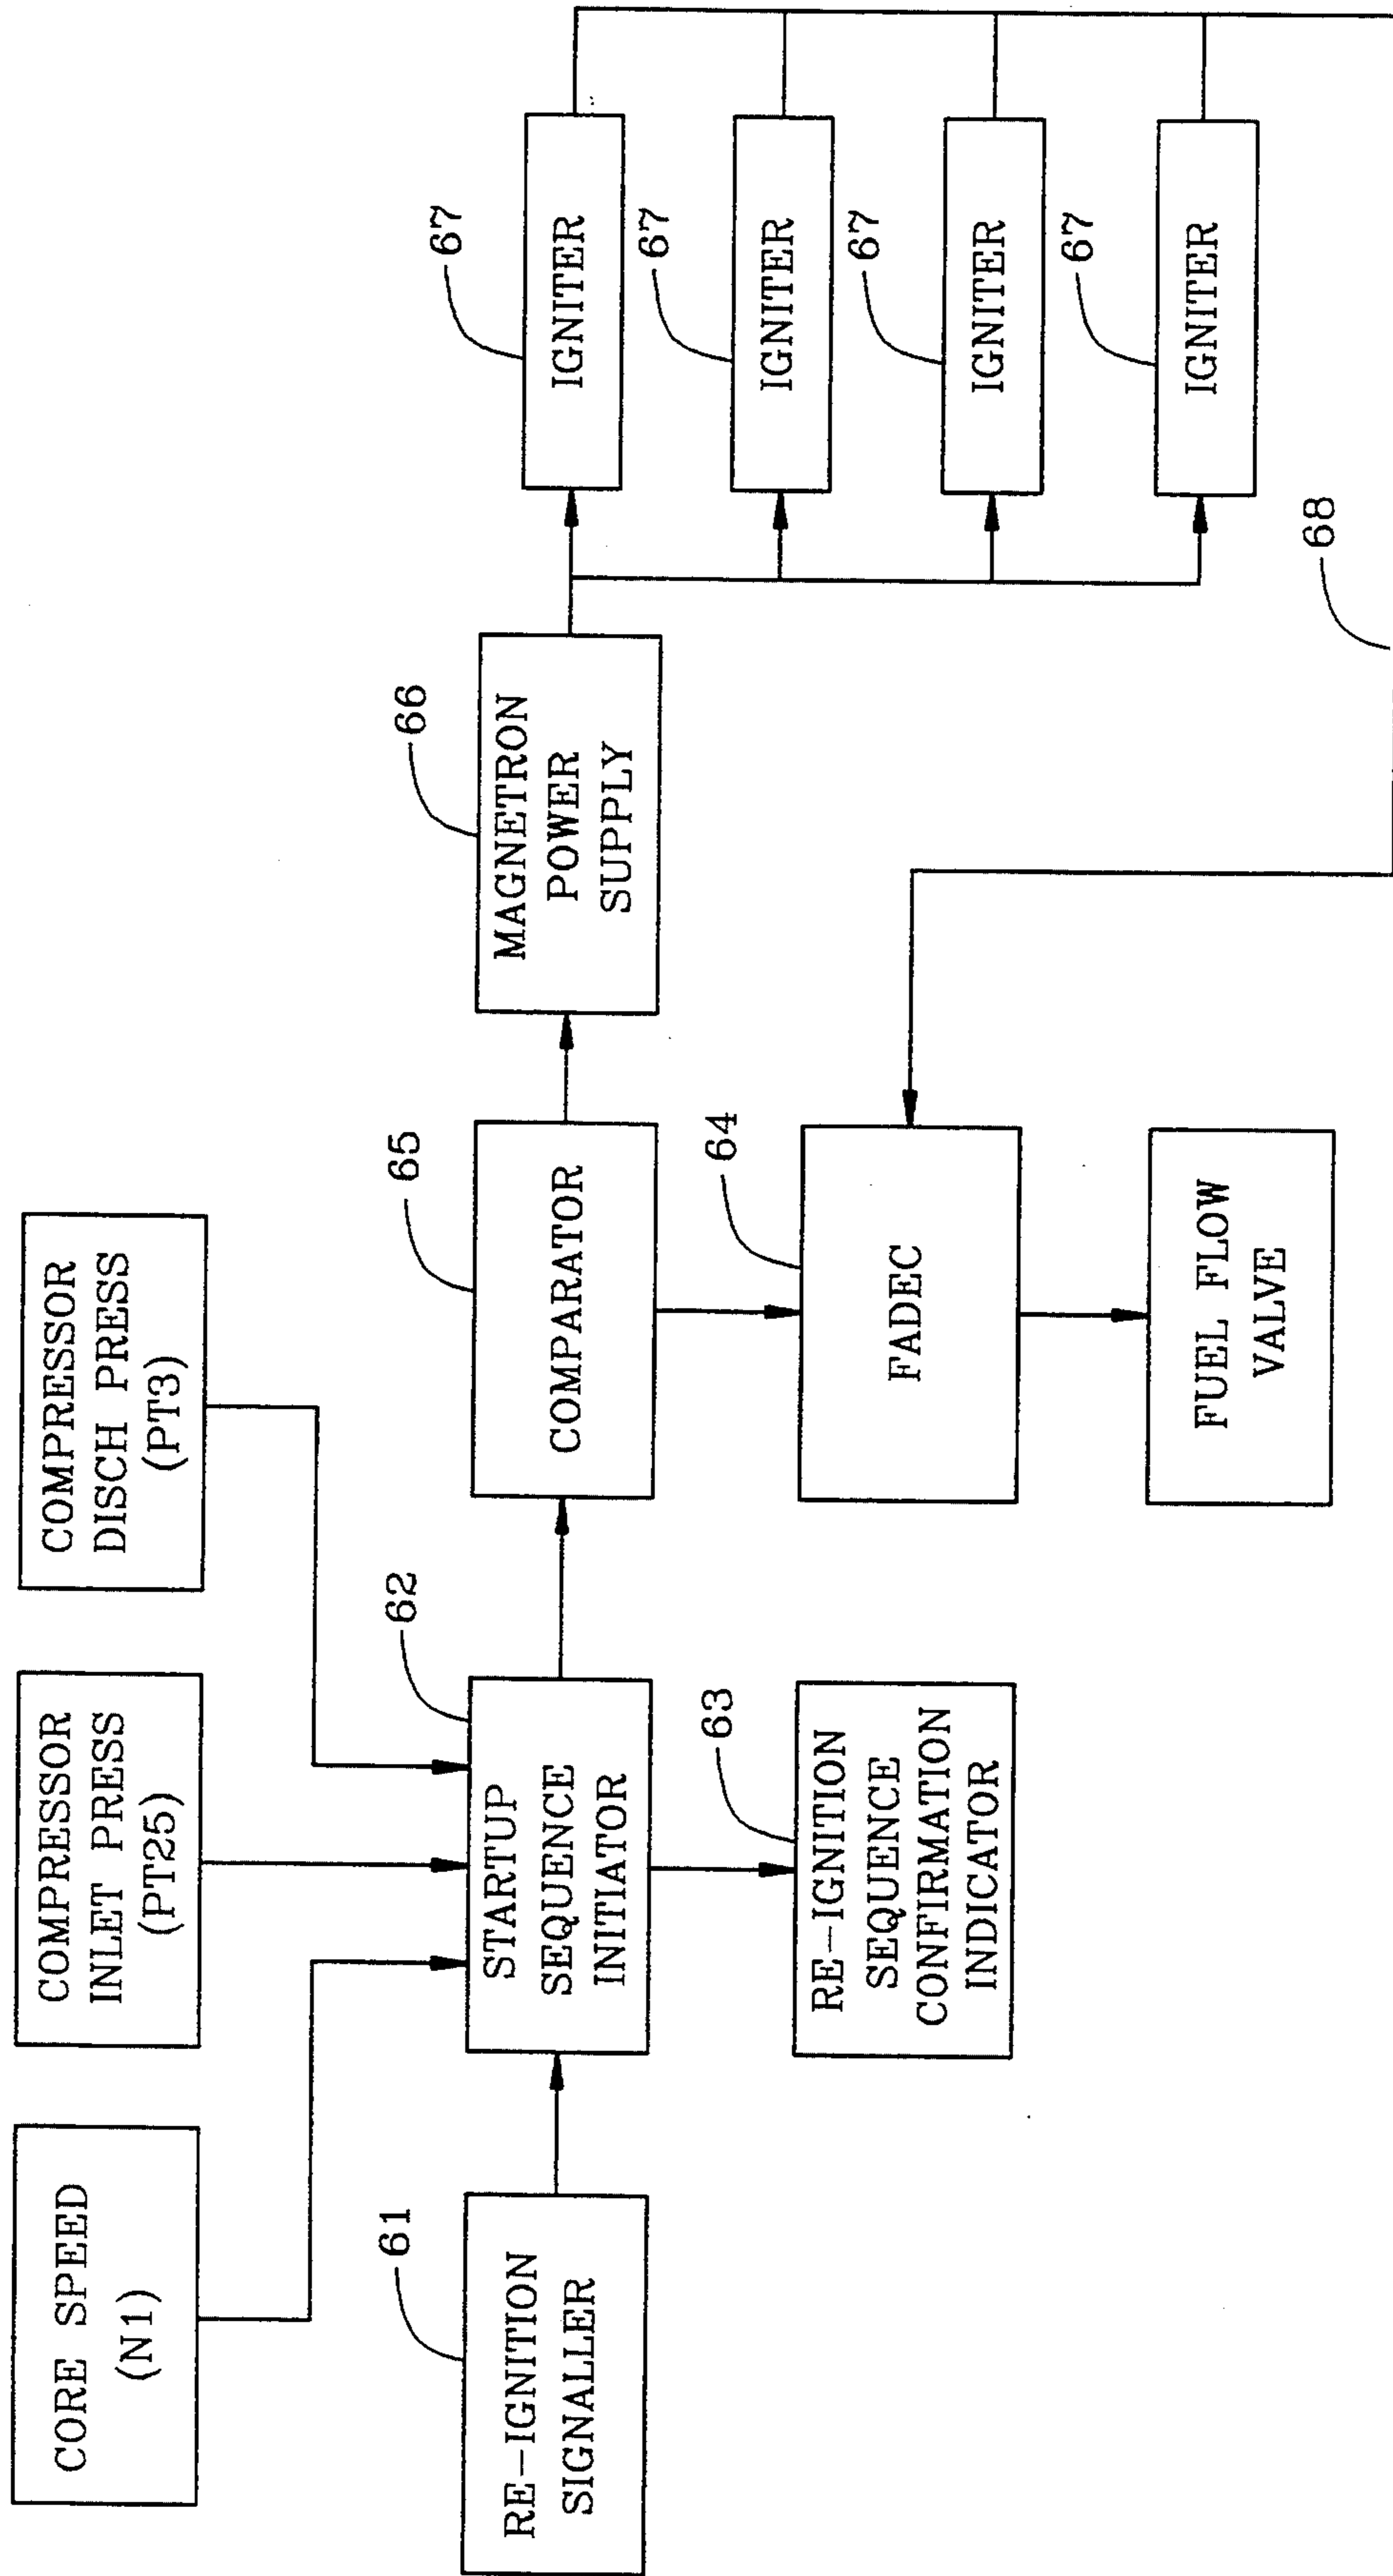 CORE SPEED
(N1)
COMPRESSOR
INLET PRESS
(PT25)
COMPRESSOR
DISCH PRESS
(PT3)
61
RE-IGNITION
SIGNALLER
62
STARTUP
SEQUENCE
INITIATOR
65
COMPARATOR
66
MAGNETRON
POWER
SUPPLY
67
IGNITER
67
IGNITER
67
IGNITER
67
IGNITER
63
RE-IGNITION
SEQUENCE
CONFIRMATION
INDICATOR
64
FADEC
FUEL FLOW
VALVE
68